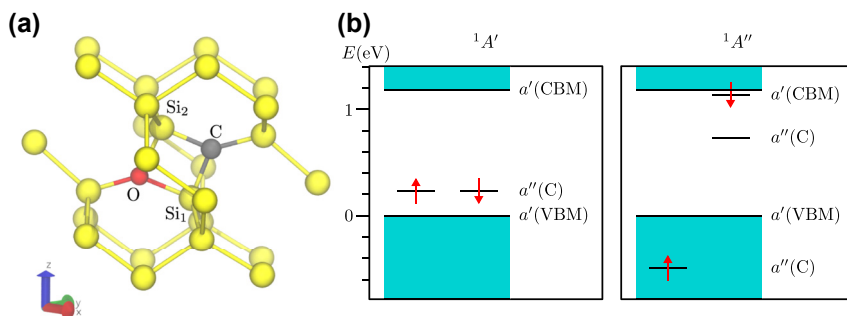 (a)
Si₂
C
O
Si₁
z
y
x
(b)
E(eV)
1
0
¹A′
a′(CBM)
a″(C)
a′(VBM)
¹A″
a′(CBM)
a″(C)
a′(VBM)
a″(C)